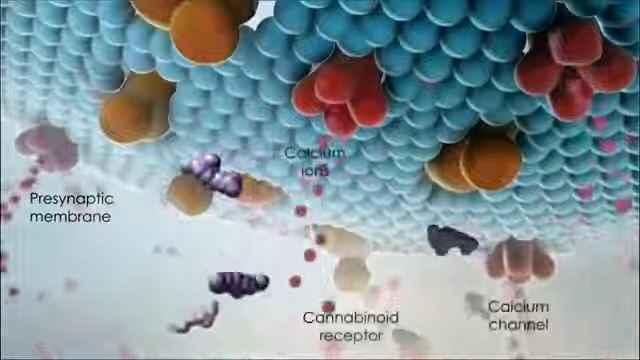 Calcium
ions
Presynaptic
membrane
Calcium
channel
Cannabinoid
receptor